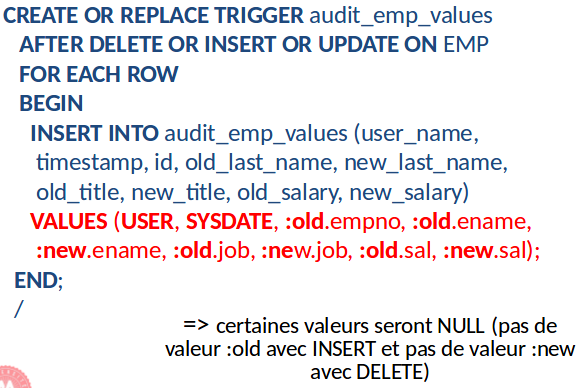 CREATE OR REPLACE TRIGGER audit_emp_values
AFTER DELETE OR INSERT OR UPDATE ON EMP
FOR EACH ROW
BEGIN
INSERT INTO audit_emp_values (user_name,
timestamp, id, old_last_name, new_last_name,
old_title, new_title, old_salary, new_salary)
VALUES (USER, SYSDATE, :old.empno, :old.ename,
:new.ename, :old.job, :new.job, :old.sal, :new.sal);
END;
/
=> certaines valeurs seront NULL (pas de
valeur :old avec INSERT et pas de valeur :new
avec DELETE)